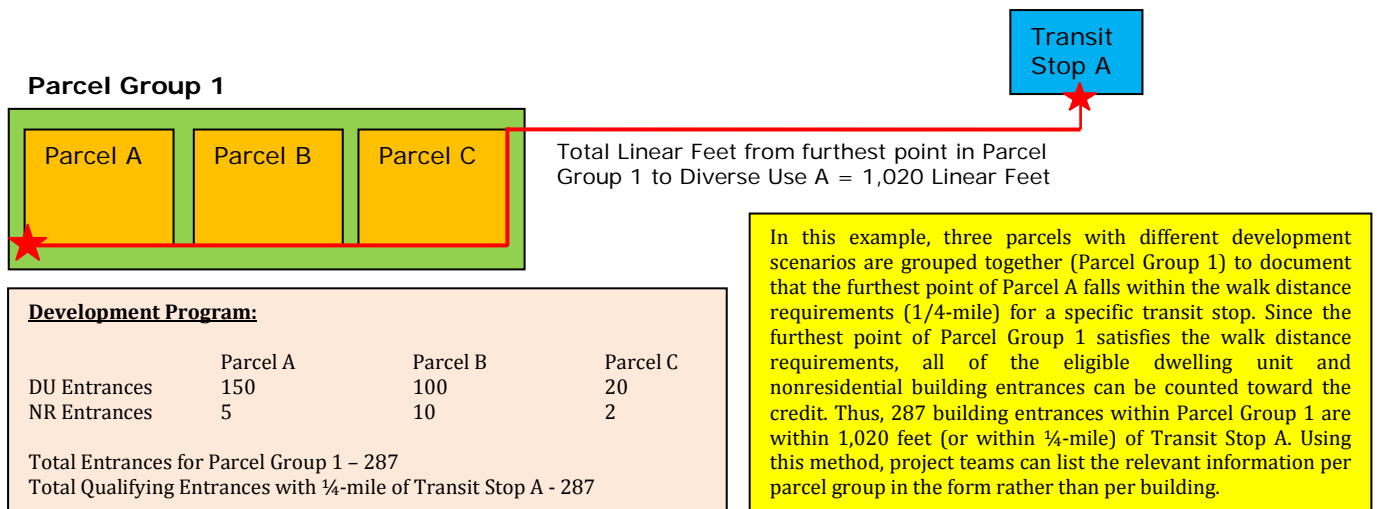 Transit
Stop A
Parcel Group 1
Parcel A
Parcel B
Parcel C
Total Linear Feet from furthest point in Parcel
Group 1 to Diverse Use A = 1,020 Linear Feet
Development Program:
Parcel A Parcel B Parcel C
DU Entrances 150 100 20
NR Entrances 5 10 2
Total Entrances for Parcel Group 1 – 287
Total Qualifying Entrances with ¼-mile of Transit Stop A - 287
In this example, three parcels with different development
scenarios are grouped together (Parcel Group 1) to document
that the furthest point of Parcel A falls within the walk distance
requirements (1/4-mile) for a specific transit stop. Since the
furthest point of Parcel Group 1 satisfies the walk distance
requirements, all of the eligible dwelling unit and
nonresidential building entrances can be counted toward the
credit. Thus, 287 building entrances within Parcel Group 1 are
within 1,020 feet (or within ¼-mile) of Transit Stop A. Using
this method, project teams can list the relevant information per
parcel group in the form rather than per building.